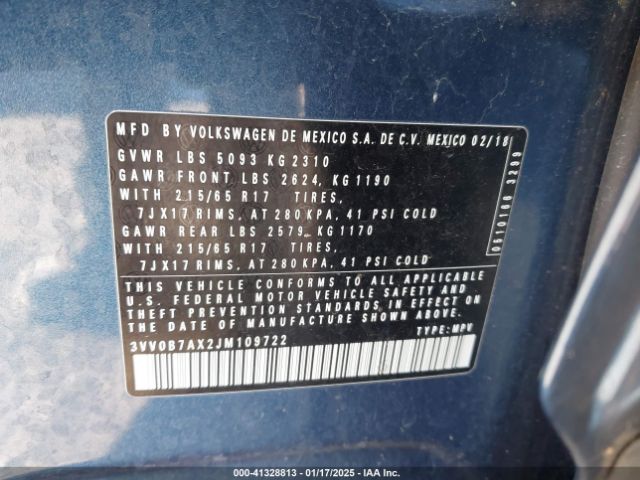 MFD BY VOLKSWAGEN DE MEXICO S.A. DE C.V. MEXICO 02/18
GVWR LBS 5093 KG 2310
GAWR FRONT LBS 2624, KG 1190
WITH 215/65 R17 TIRES,
7JX17 RIMS, AT 280 KPA, 41 PSI COLD
GAWR REAR LBS 2579, KG 1170
WITH 215/65 R17 TIRES,
7JX17 RIMS, AT 280 KPA, 41 PSI COLD
THIS VEHICLE CONFORMS TO ALL APPLICABLE
U.S. FEDERAL MOTOR VEHICLE SAFETY AND
THEFT PREVENTION STANDARDS IN EFFECT ON
THE DATE OF MANUFACTURE SHOWN ABOVE.
3VV0B7AX2JM109722 TYPE: MPV
0610186 3299
00-41328813 - 01/17/2025 - IAA Inc.